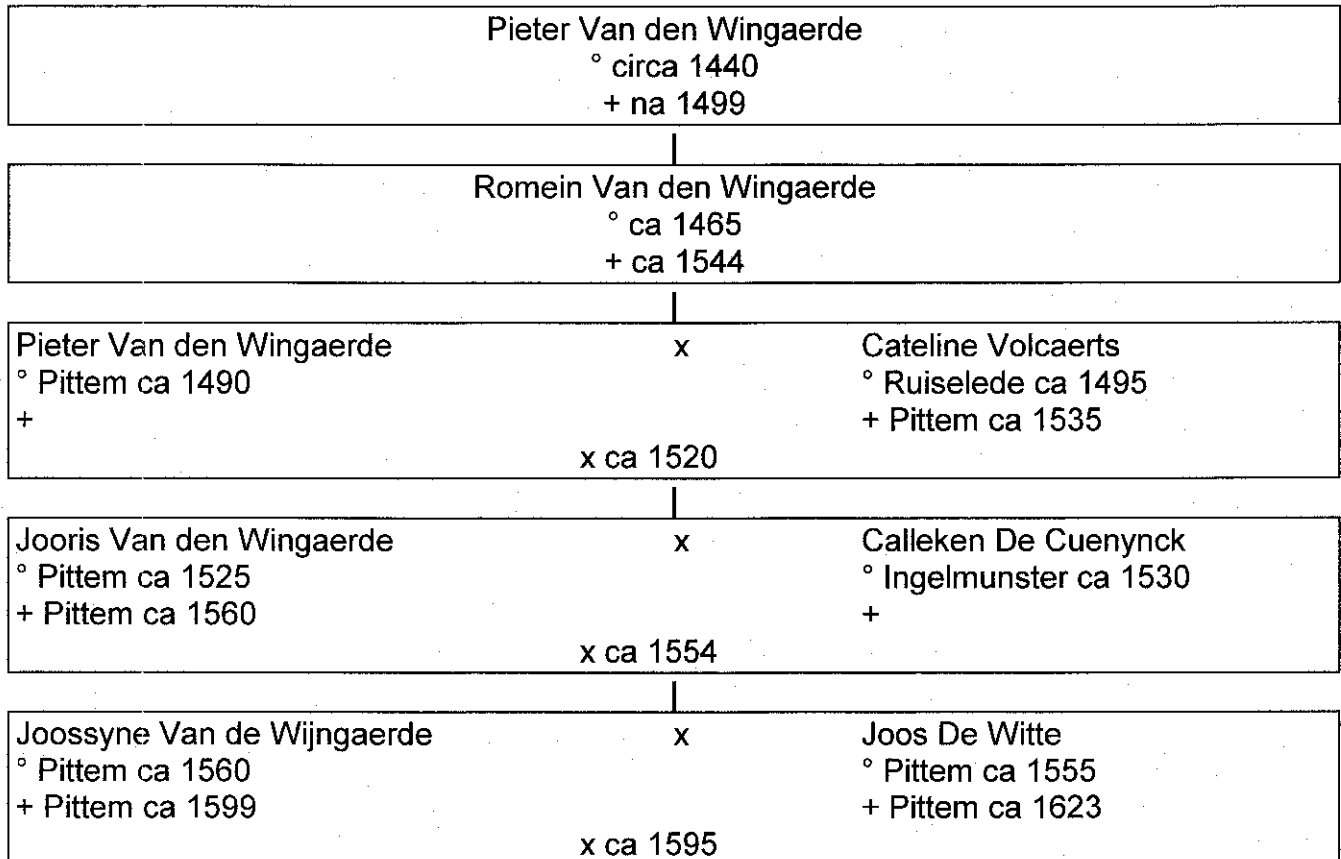 Pieter Van den Wingaerde
° circa 1440
+ na 1499
Romein Van den Wingaerde
° ca 1465
+ ca 1544
Pieter Van den Wingaerde x Cateline Volcaerts
° Pittem ca 1490 ° Ruiselede ca 1495
+ + Pittem ca 1535
x ca 1520
Jooris Van den Wingaerde x Calleken De Cuenynck
° Pittem ca 1525 ° Ingelmunster ca 1530
+ Pittem ca 1560 +
x ca 1554
Joossyne Van de Wijngaerde x Joos De Witte
° Pittem ca 1560 ° Pittem ca 1555
+ Pittem ca 1599 + Pittem ca 1623
x ca 1595